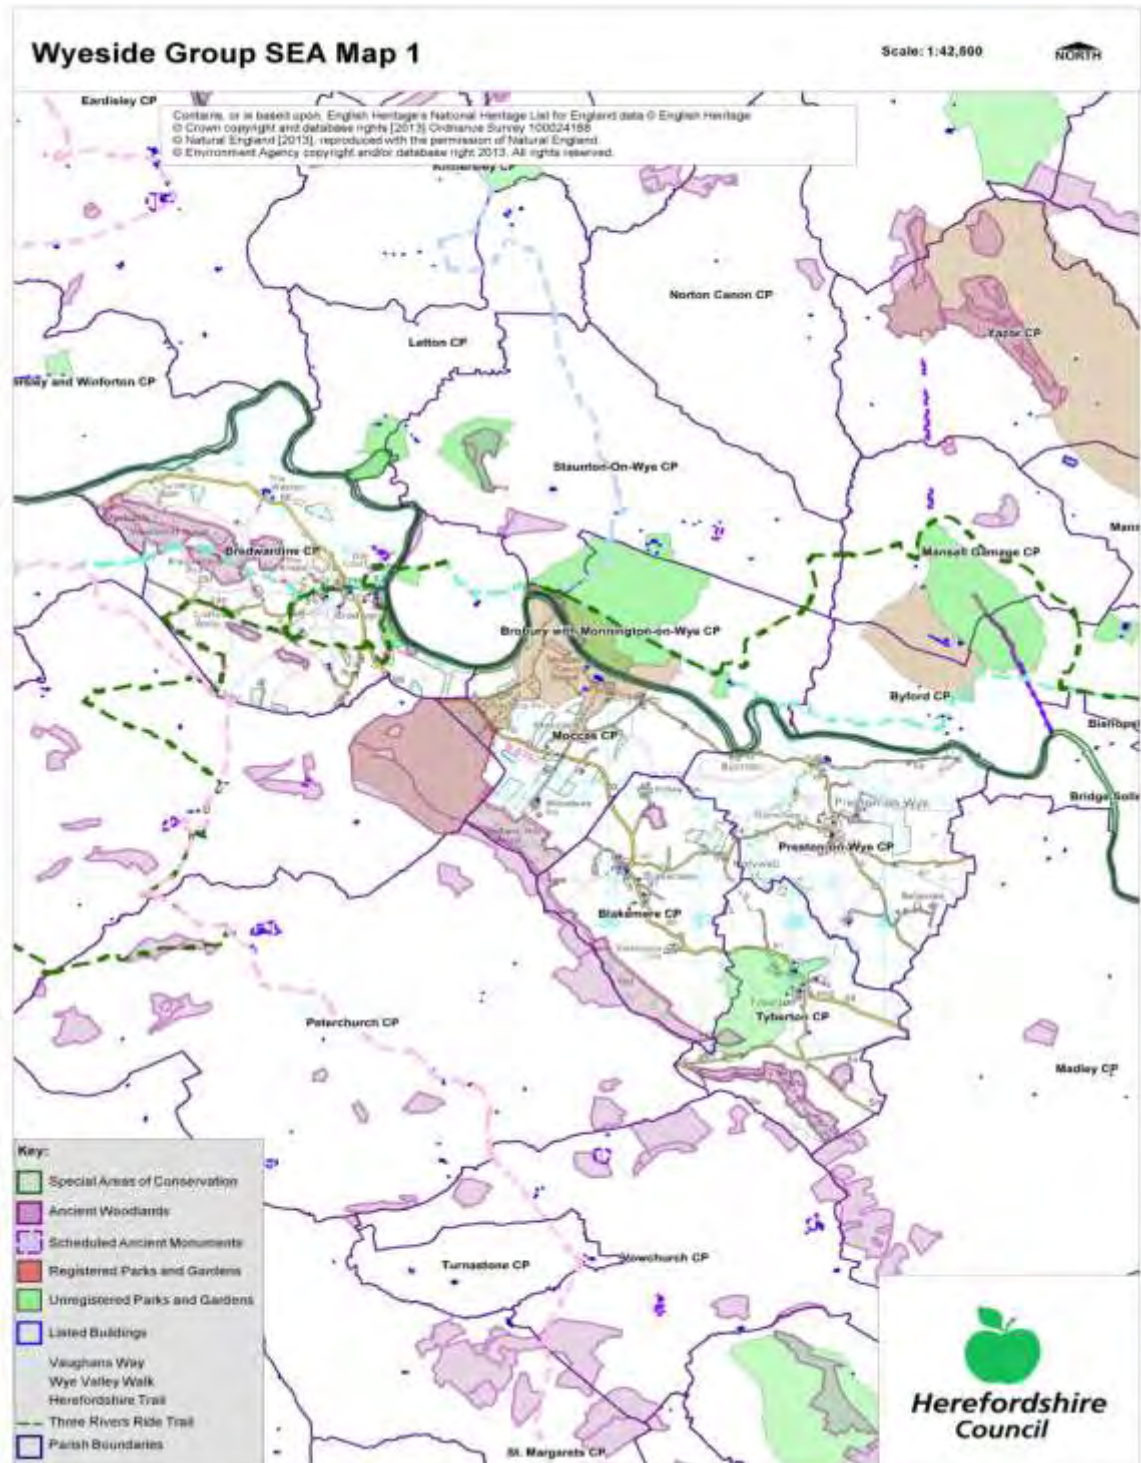 Wyeside Group SEA Map 1
Scale: 1:42,600
NORTH
Eardisley CP
Contains, or is based upon, English Heritage's National Heritage List for England data © English Heritage
© Crown copyright and database rights [2013] Ordnance Survey 100024168
© Natural England [2013], reproduced with the permission of Natural England
© Environment Agency copyright and/or database right 2013. All rights reserved.
Norton Canon CP
Yazor CP
Letton CP
and Winforton CP
Staunton-On-Wye CP
Bredwardine CP
Mansell Gamage CP
Brobury with Monnington-on-Wye CP
Byford CP
Moccas CP
Preston-on-Wye
Preston-on-Wye CP
Blakemere CP
Tyberton CP
Peterchurch CP
Madley CP
Turnastone CP
Vowchurch CP
St. Margarets CP
Key:
Special Areas of Conservation
Ancient Woodlands
Scheduled Ancient Monuments
Registered Parks and Gardens
Unregistered Parks and Gardens
Listed Buildings
Vaughans Way
Wye Valley Walk
Herefordshire Trail
Three Rivers Ride Trail
Parish Boundaries
Herefordshire
Council